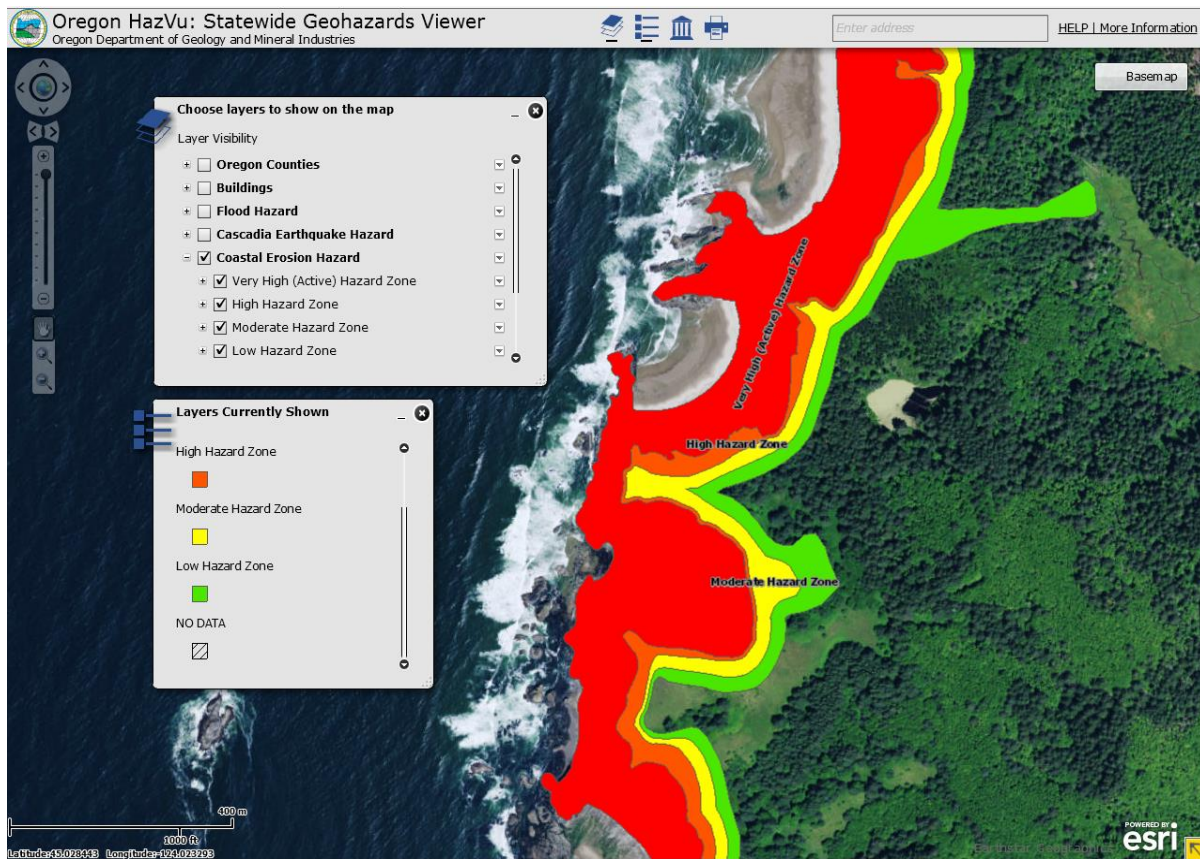 Oregon HazVu: Statewide Geohazards Viewer
Oregon Department of Geology and Mineral Industries
Enter address
HELP | More Information
Basemap
Choose layers to show on the map
Layer Visibility
Oregon Counties
Buildings
Flood Hazard
Cascadia Earthquake Hazard
Coastal Erosion Hazard
Very High (Active) Hazard Zone
High Hazard Zone
Moderate Hazard Zone
Low Hazard Zone
Layers Currently Shown
High Hazard Zone
Moderate Hazard Zone
Low Hazard Zone
NO DATA
Very High (Active) Hazard Zone
High Hazard Zone
Moderate Hazard Zone
400 m
1000 ft
Latitude:45.028443 Longitude:-124.023293
Earthstar Geographics
POWERED BY
esri